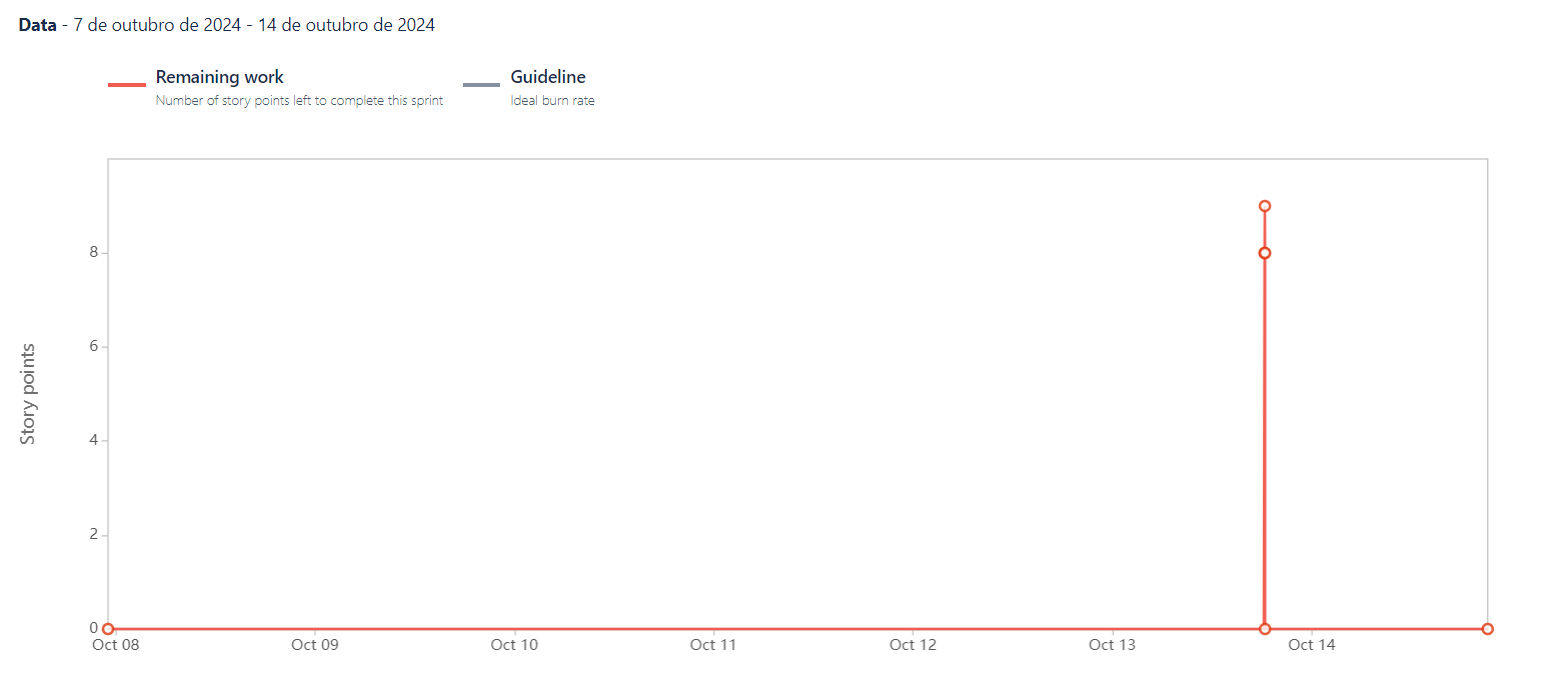 Data - 7 de outubro de 2024 - 14 de outubro de 2024
Remaining work
Number of story points left to complete this sprint
Guideline
Ideal burn rate
Story points
8
6
4
2
0
Oct 08 Oct 09 Oct 10 Oct 11 Oct 12 Oct 13 Oct 14